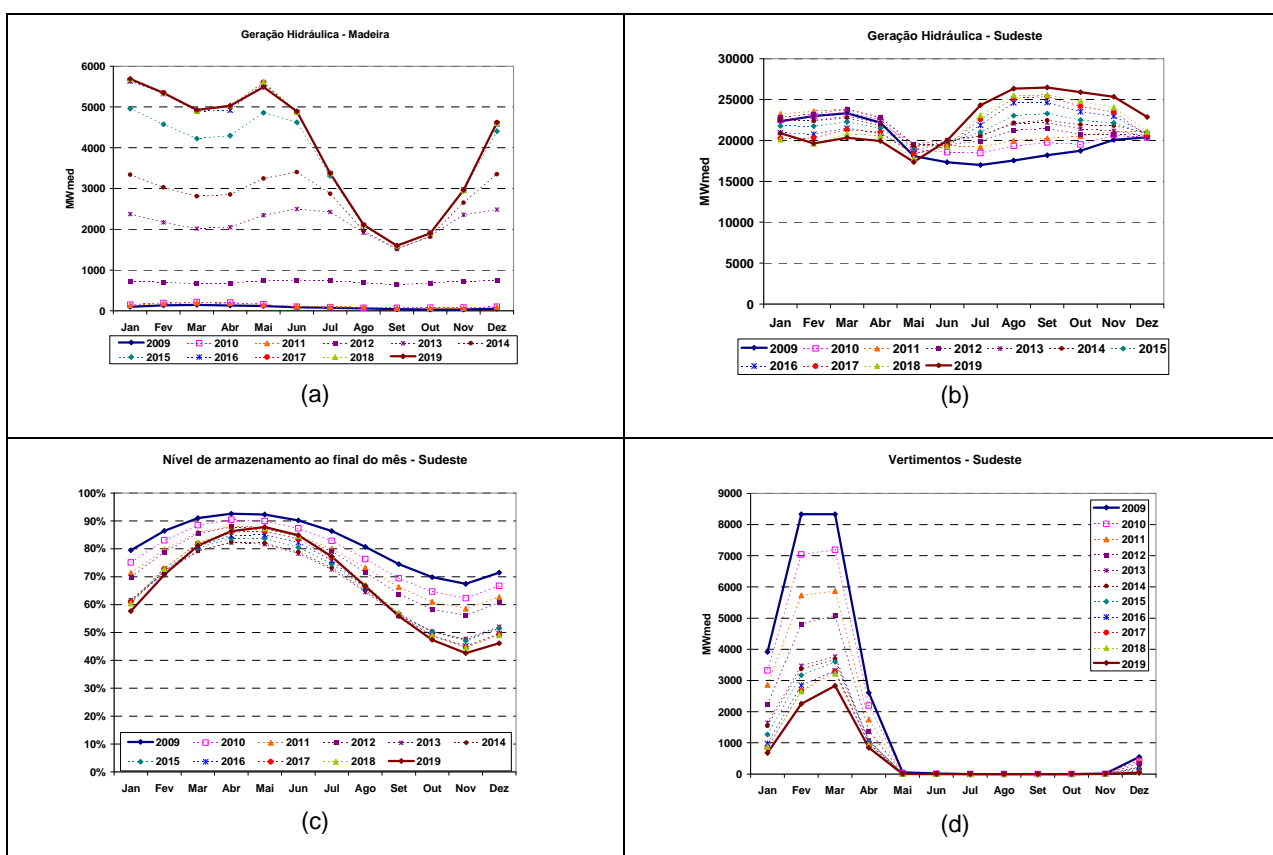 Geração Hidráulica - Madeira
MWmed
6000
5000
4000
3000
2000
1000
0
Jan Fev Mar Abr Mai Jun Jul Ago Set Out Nov Dez
2009 2010 2011 2012 2013 2014
2015 2016 2017 2018 2019
(a)
Geração Hidráulica - Sudeste
MWmed
30000
25000
20000
15000
10000
5000
0
Jan Fev Mar Abr Mai Jun Jul Ago Set Out Nov Dez
2009 2010 2011 2012 2013 2014 2015
2016 2017 2018 2019
(b)
Nível de armazenamento ao final do mês - Sudeste
100%
90%
80%
70%
60%
50%
40%
30%
20%
10%
0%
2009 2010 2011 2012 2013 2014
2015 2016 2017 2018 2019
Jan Fev Mar Abr Mai Jun Jul Ago Set Out Nov Dez
(c)
Vertimentos - Sudeste
MWmed
9000
8000
7000
6000
5000
4000
3000
2000
1000
0
2009
2010
2011
2012
2013
2014
2015
2016
2017
2018
2019
Jan Fev Mar Abr Mai Jun Jul Ago Set Out Nov Dez
(d)